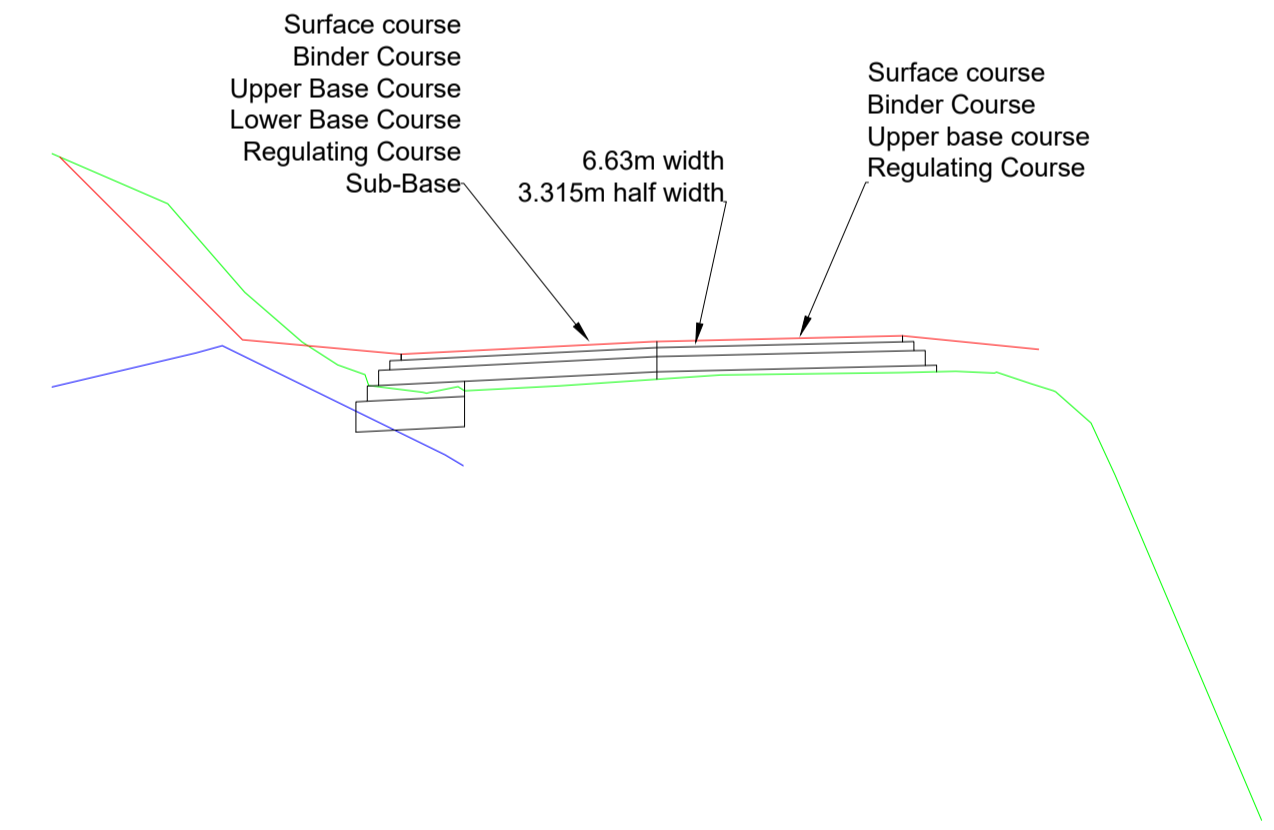 Surface course
Binder Course
Upper Base Course
Lower Base Course
Regulating Course
Sub-Base
6.63m width
3.315m half width
Surface course
Binder Course
Upper base course
Regulating Course